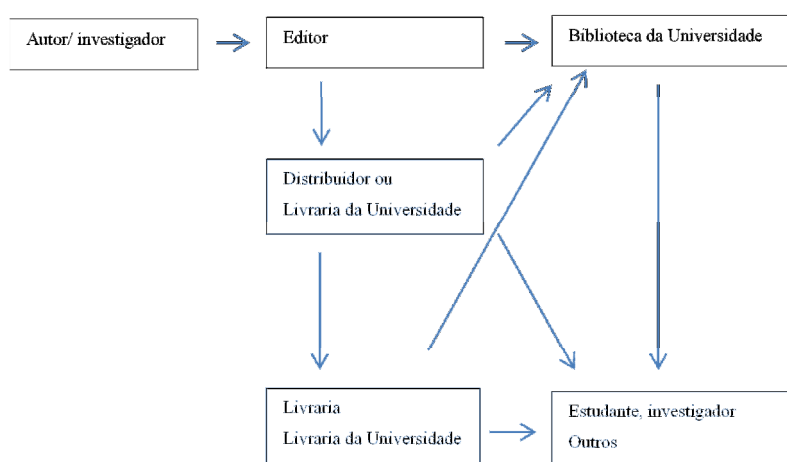 Autor/ investigador
Editor
Biblioteca da Universidade
Distribuidor ou
Livraria da Universidade
Livraria
Livraria da Universidade
Estudante, investigador
Outros